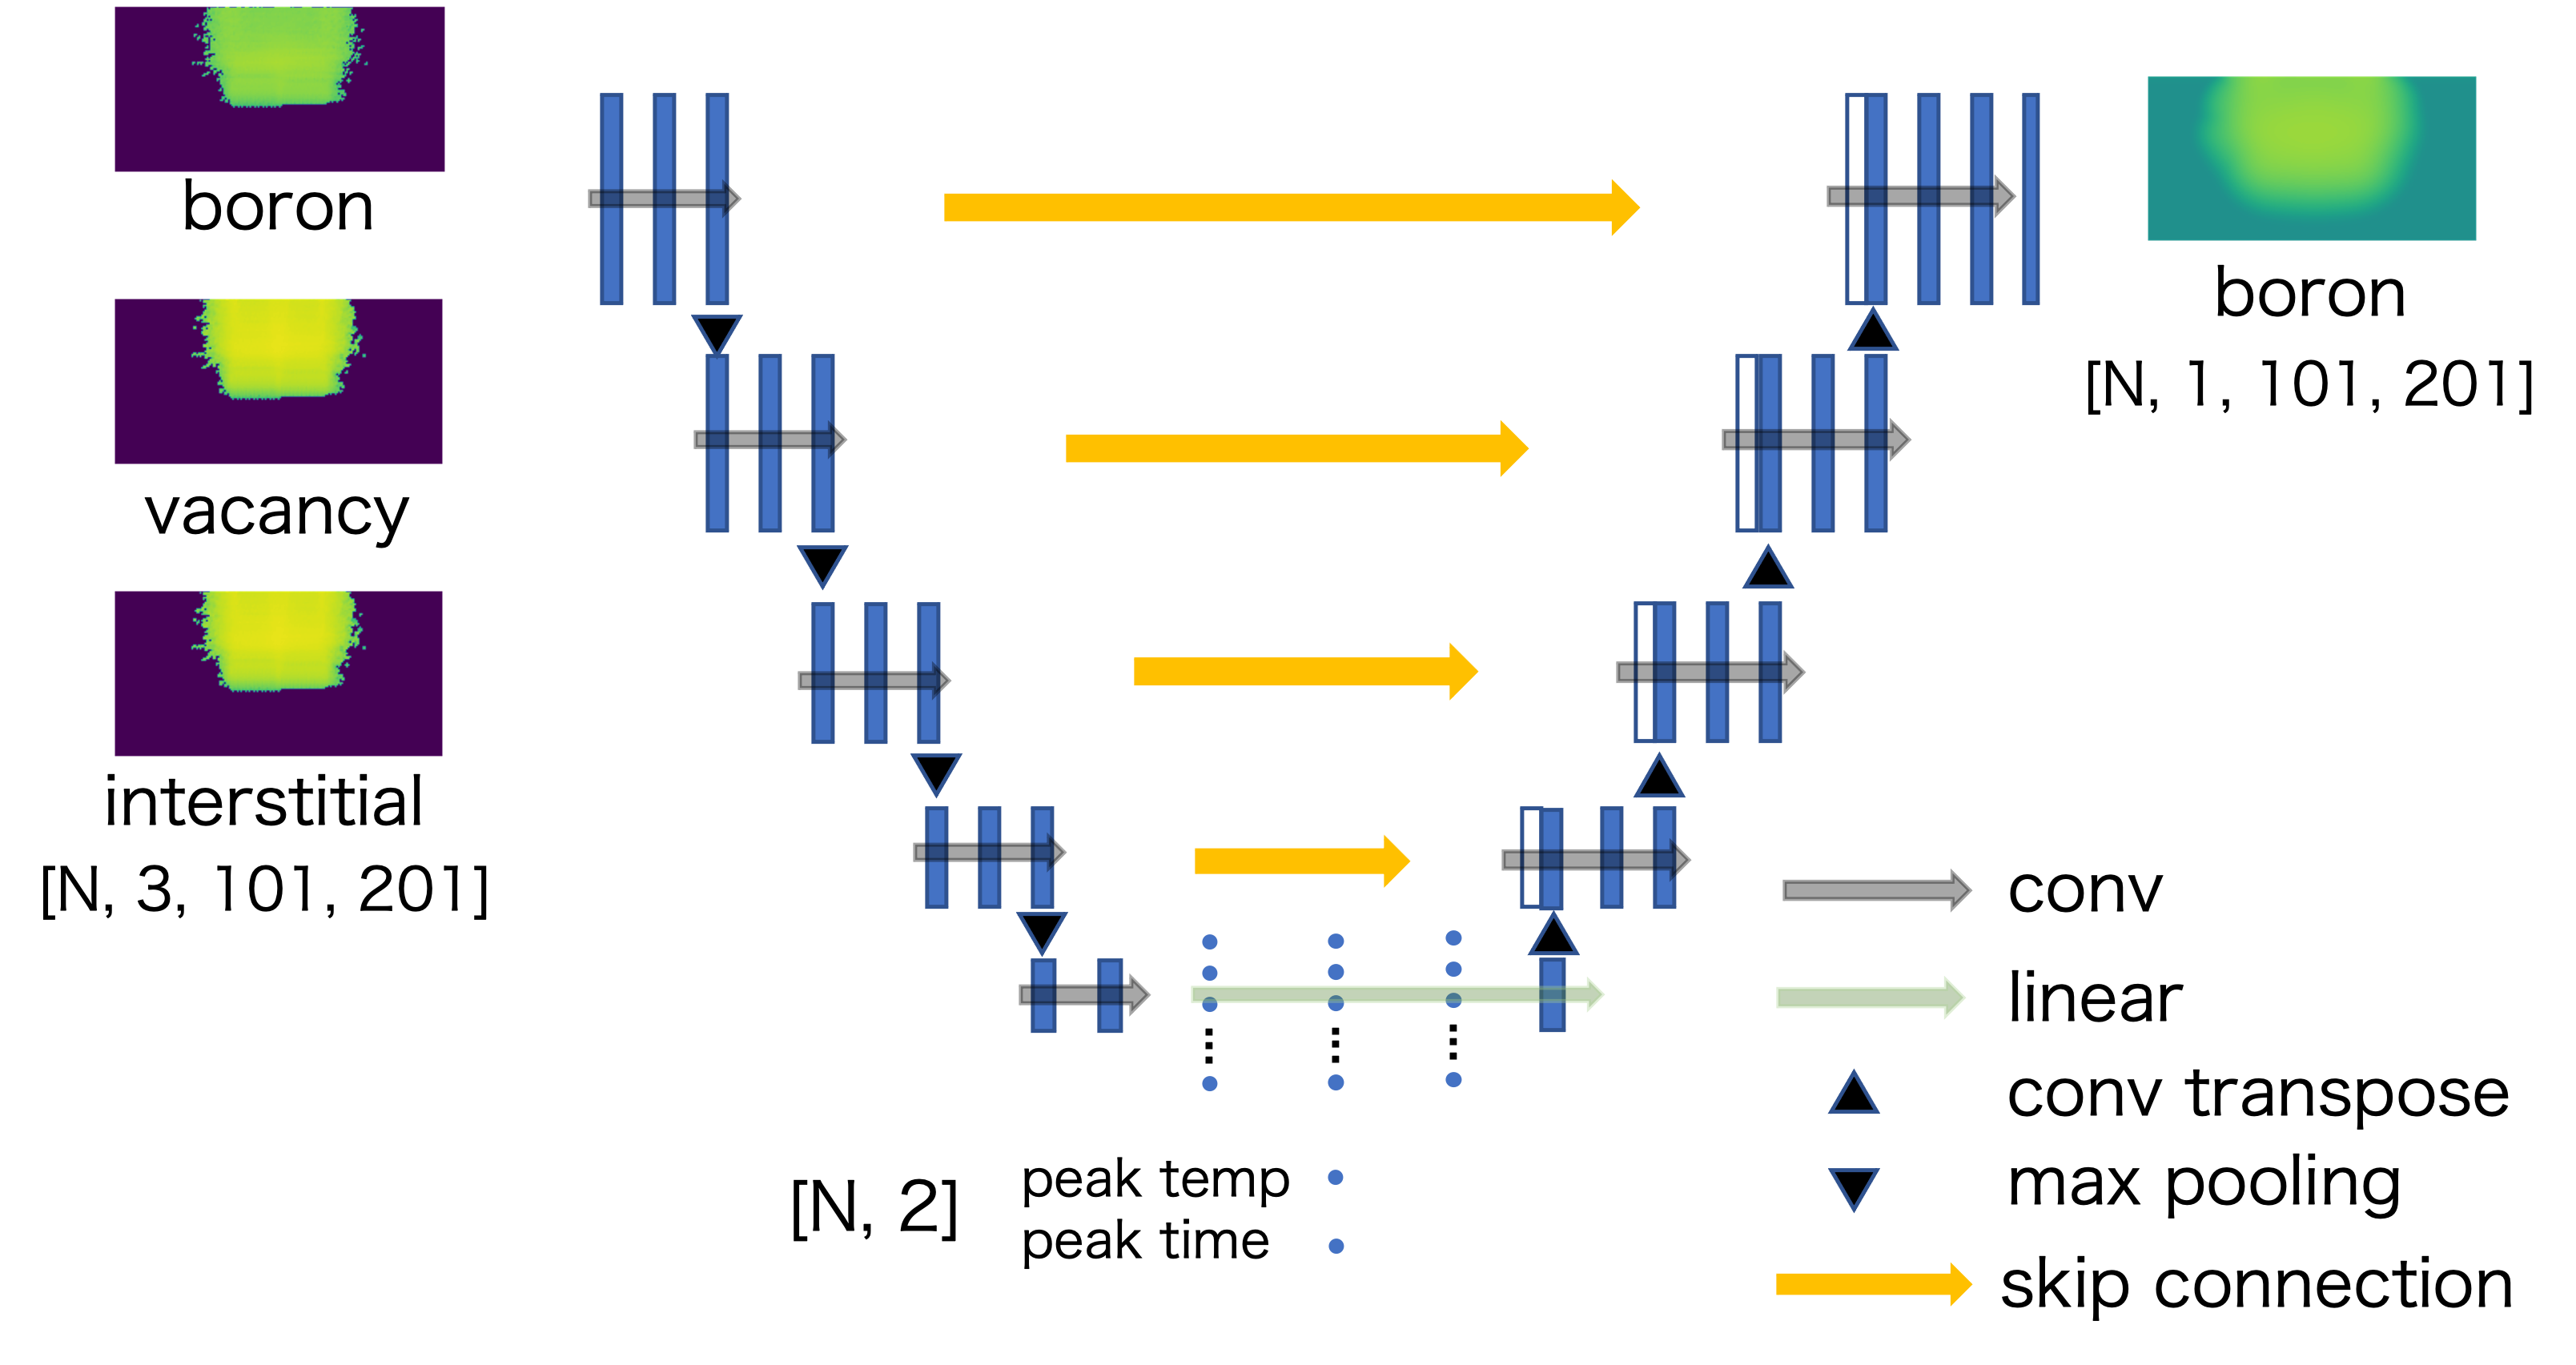 boron
vacancy
interstitial
[N, 3, 101, 201]
[N, 2]
peak temp
peak time
boron
[N, 1, 101, 201]
conv
linear
conv transpose
max pooling
skip connection